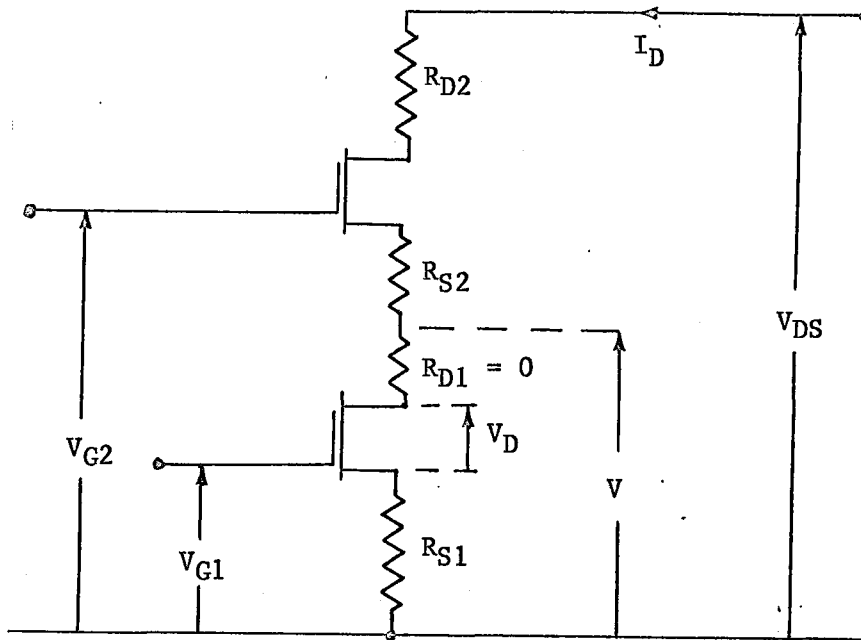 I_D
R_D2
R_S2
V_DS
R_D1 = 0
V_D
V_G2
V
V_G1
R_S1